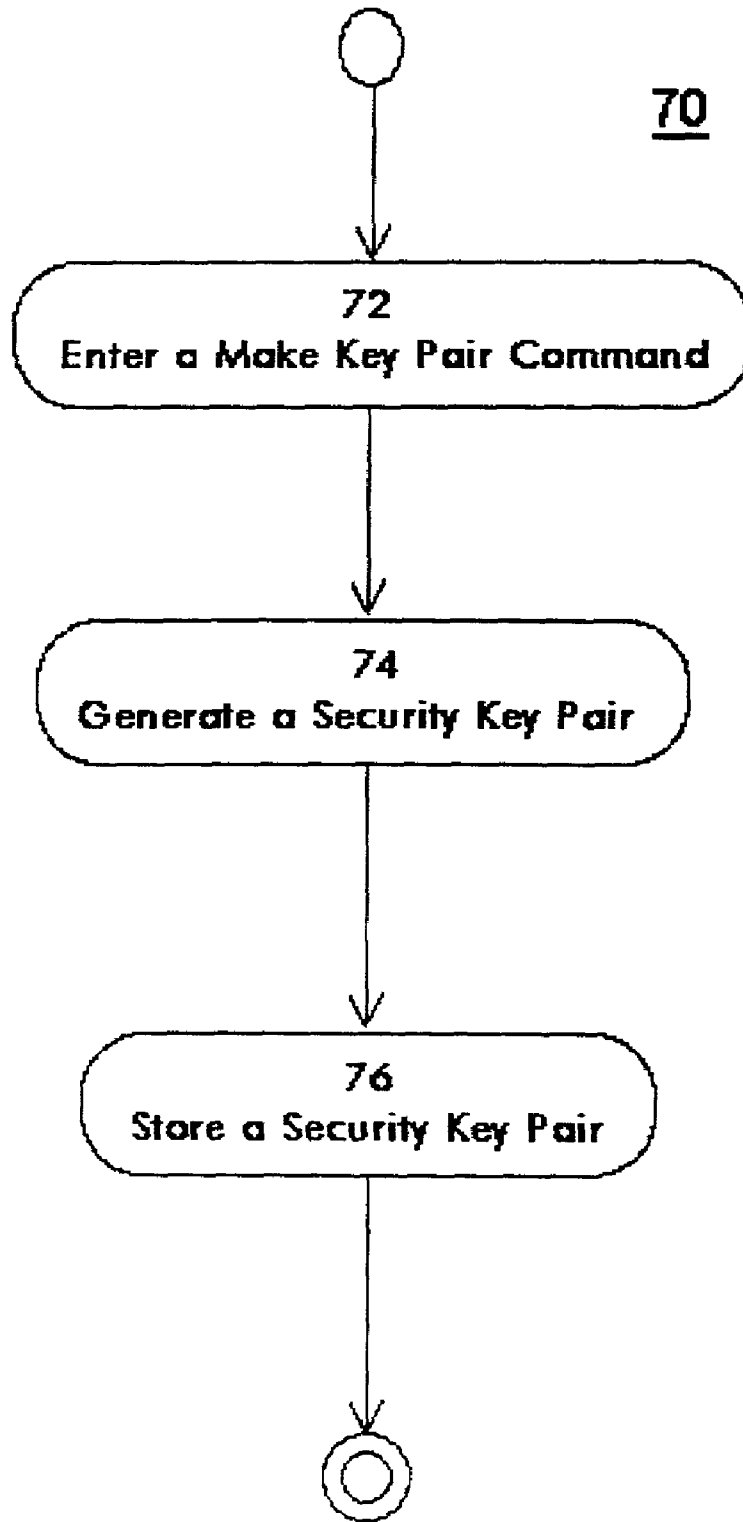 70
72
Enter a Make Key Pair Command
74
Generate a Security Key Pair
76
Store a Security Key Pair